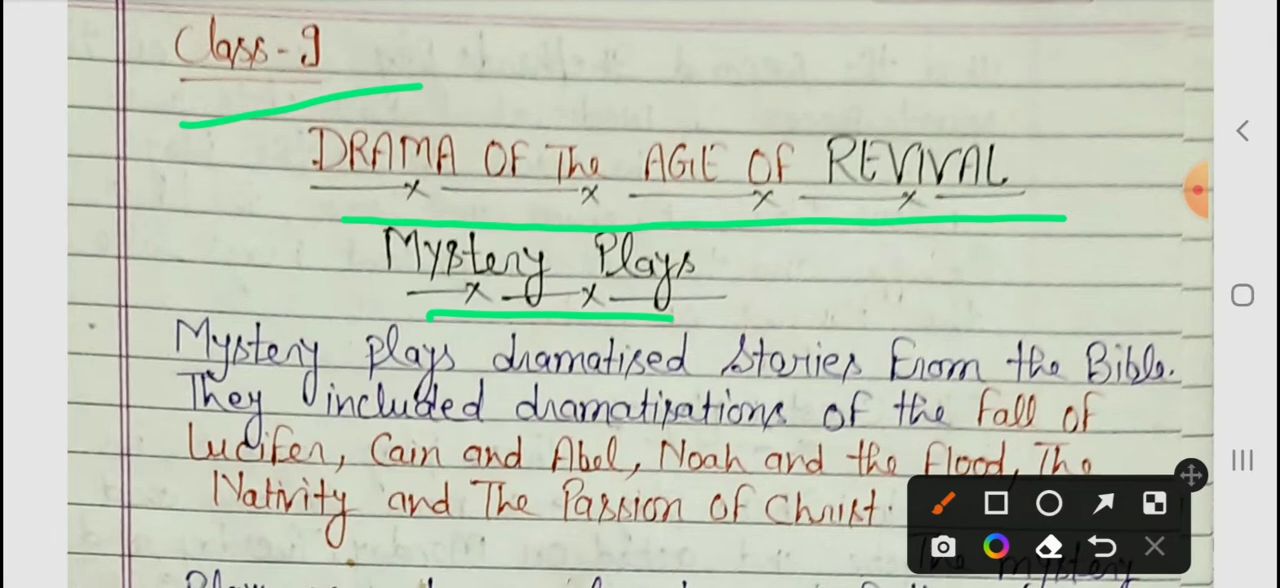 Class-9
DRAMA OF The AGE OF REVIVAL
Mystery Plays
Mystery plays dramatised Stories From the Bible.
They included dramatisations of the Fall of
Lucifer, Cain and Abel, Noah and the flood, The
Nativity and The Passion of Christ.
The mystery